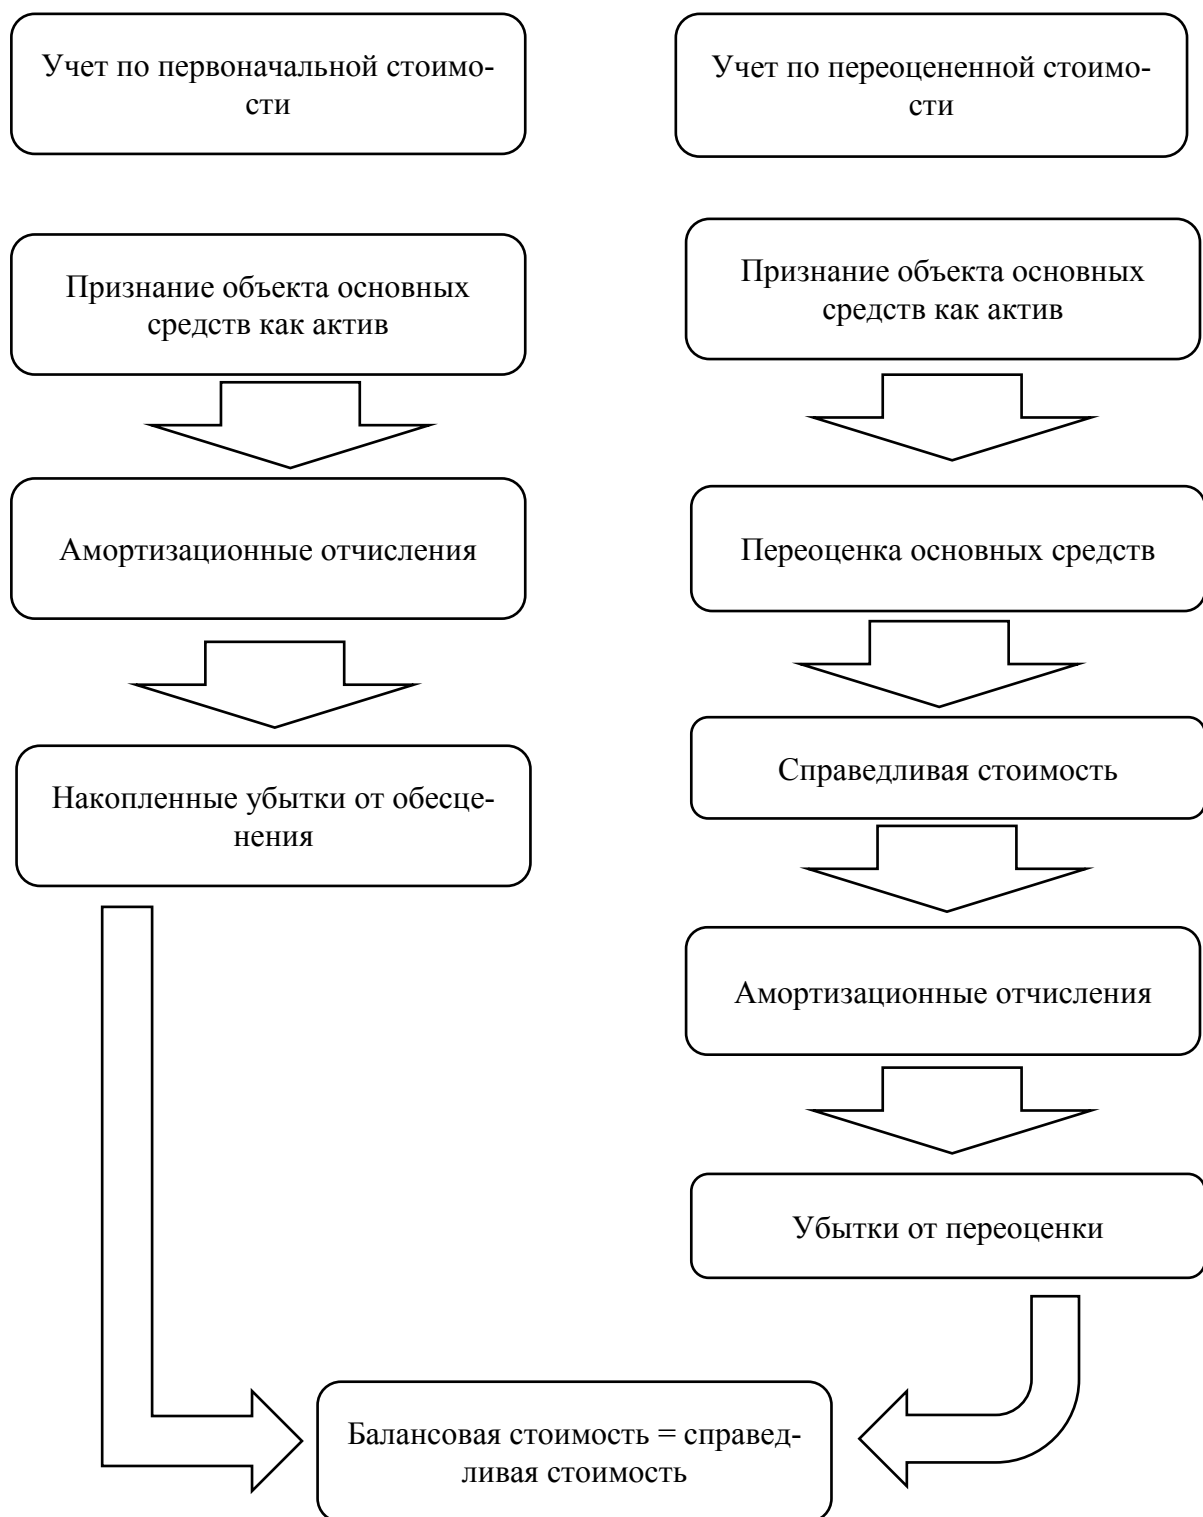 Учет по первоначальной стоимо-
сти
Учет по переоцененной стоимо-
сти
Признание объекта основных
средств как актив
Признание объекта основных
средств как актив
Амортизационные отчисления
Переоценка основных средств
Накопленные убытки от обесце-
нения
Справедливая стоимость
Амортизационные отчисления
Убытки от переоценки
Балансовая стоимость = справед-
ливая стоимость